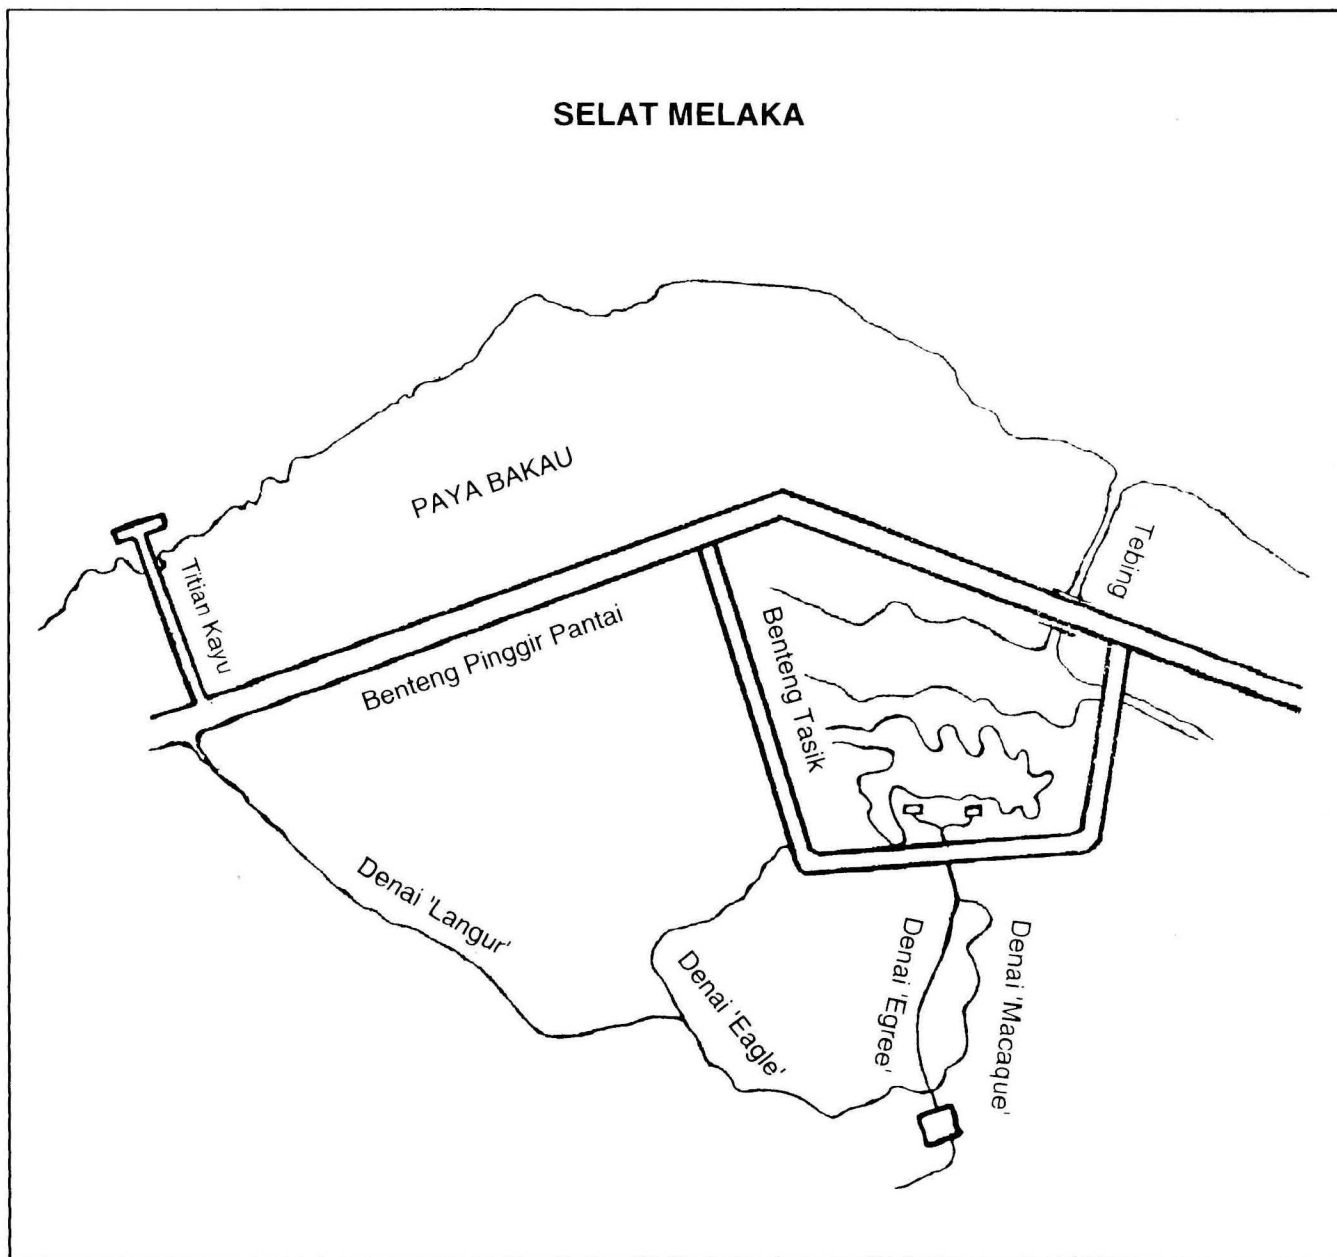 SELAT MELAKA
PAYA BAKAU
Titian Kayu
Tebing
Benteng Pinggir Pantai
Benteng Tasik
Denai 'Langur'
Denai 'Eagle'
Denai 'Egree'
Denai 'Macaque'